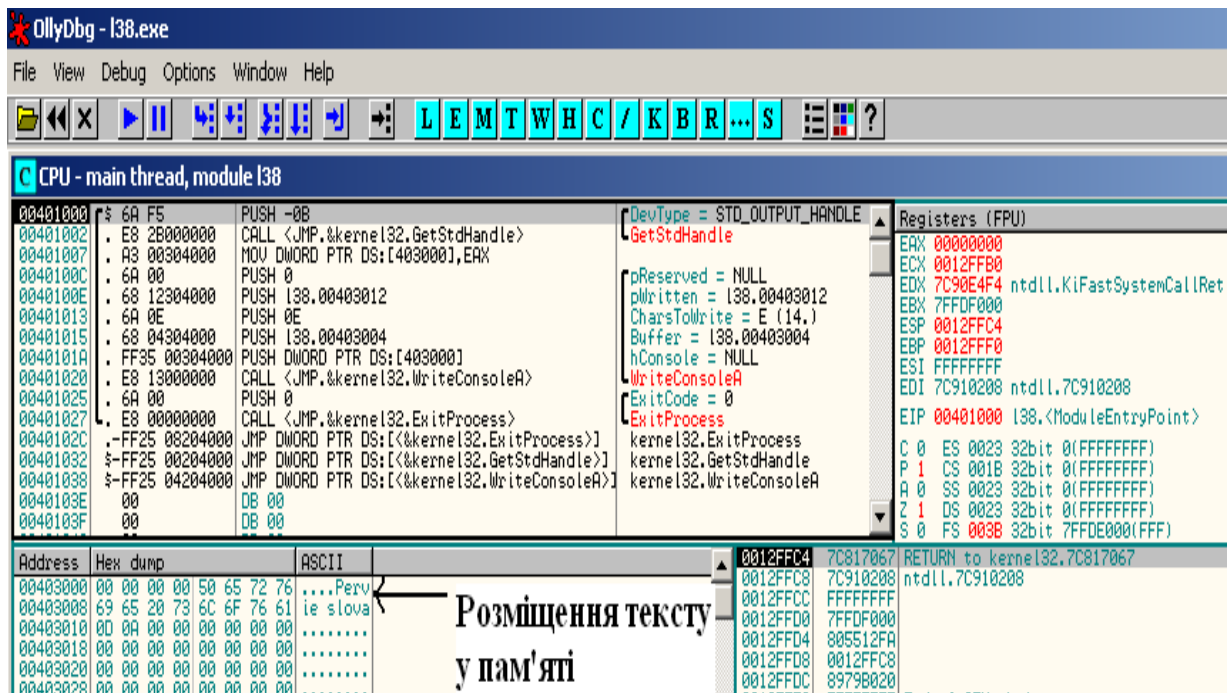 OllyDbg - l38.exe
File View Debug Options Window Help
L E M T W H C / K B R ... S ?
C CPU - main thread, module l38
00401000 $ 6A F5 PUSH -0B DevType = STD_OUTPUT_HANDLE
00401002 . E8 2B000000 CALL <JMP.&kernel32.GetStdHandle> GetStdHandle
00401007 . A3 00304000 MOV DWORD PTR DS:[403000],EAX
0040100C . 6A 00 PUSH 0 pReserved = NULL
0040100E . 68 12304000 PUSH l38.00403012 pWritten = l38.00403012
00401013 . 6A 0E PUSH 0E CharsToWrite = E (14.)
00401015 . 68 04304000 PUSH l38.00403004 Buffer = l38.00403004
0040101A . FF35 00304000 PUSH DWORD PTR DS:[403000] hConsole = NULL
00401020 . E8 13000000 CALL <JMP.&kernel32.WriteConsoleA> WriteConsoleA
00401025 . 6A 00 PUSH 0 ExitCode = 0
00401027 . E8 00000000 CALL <JMP.&kernel32.ExitProcess> ExitProcess
0040102C .-FF25 08204000 JMP DWORD PTR DS:[<&kernel32.ExitProcess>] kernel32.ExitProcess
00401032 $-FF25 00204000 JMP DWORD PTR DS:[<&kernel32.GetStdHandle>] kernel32.GetStdHandle
00401038 $-FF25 04204000 JMP DWORD PTR DS:[<&kernel32.WriteConsoleA>] kernel32.WriteConsoleA
0040103E 00 DB 00
0040103F 00 DB 00
Registers (FPU)
EAX 00000000
ECX 0012FFB0
EDX 7C90E4F4 ntdll.KiFastSystemCallRet
EBX 7FFDF000
ESP 0012FFC4
EBP 0012FFF0
ESI FFFFFFFF
EDI 7C910208 ntdll.7C910208
EIP 00401000 l38.<ModuleEntryPoint>
C 0 ES 0023 32bit 0(FFFFFFFF)
P 1 CS 001B 32bit 0(FFFFFFFF)
A 0 SS 0023 32bit 0(FFFFFFFF)
Z 1 DS 0023 32bit 0(FFFFFFFF)
S 0 FS 003B 32bit 7FFDE000(FFF)
Address Hex dump ASCII
00403000 00 00 00 00 50 65 72 76 ....Perv
00403008 69 65 20 73 6C 6F 76 61 ie slova
00403010 0D 0A 00 00 00 00 00 00 ........
00403018 00 00 00 00 00 00 00 00 ........
00403020 00 00 00 00 00 00 00 00 ........
00403028 00 00 00 00 00 00 00 00 ........
Розміщення тексту
у пам'яті
0012FFC4 7C817067 RETURN to kernel32.7C817067
0012FFC8 7C910208 ntdll.7C910208
0012FFCC FFFFFFFF
0012FFD0 7FFDF000
0012FFD4 805512FA
0012FFD8 0012FFC8
0012FFDC 8979B020